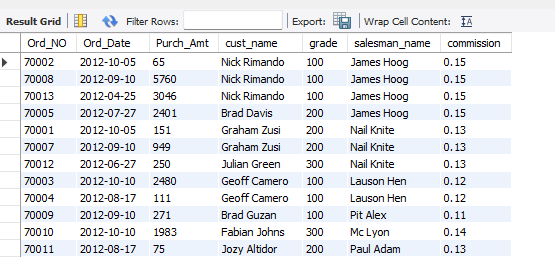 Result Grid Filter Rows: Export: Wrap Cell Content:
Ord_NO Ord_Date Purch_Amt cust_name grade salesman_name commission
70002 2012-10-05 65 Nick Rimando 100 James Hoog 0.15
70008 2012-09-10 5760 Nick Rimando 100 James Hoog 0.15
70013 2012-04-25 3046 Nick Rimando 100 James Hoog 0.15
70005 2012-07-27 2401 Brad Davis 200 James Hoog 0.15
70001 2012-10-05 151 Graham Zusi 200 Nail Knite 0.13
70007 2012-09-10 949 Graham Zusi 200 Nail Knite 0.13
70012 2012-06-27 250 Julian Green 300 Nail Knite 0.13
70003 2012-10-10 2480 Geoff Camero 100 Lauson Hen 0.12
70004 2012-08-17 111 Geoff Camero 100 Lauson Hen 0.12
70009 2012-09-10 271 Brad Guzan 100 Pit Alex 0.11
70010 2012-10-10 1983 Fabian Johns 300 Mc Lyon 0.14
70011 2012-08-17 75 Jozy Altidor 200 Paul Adam 0.13